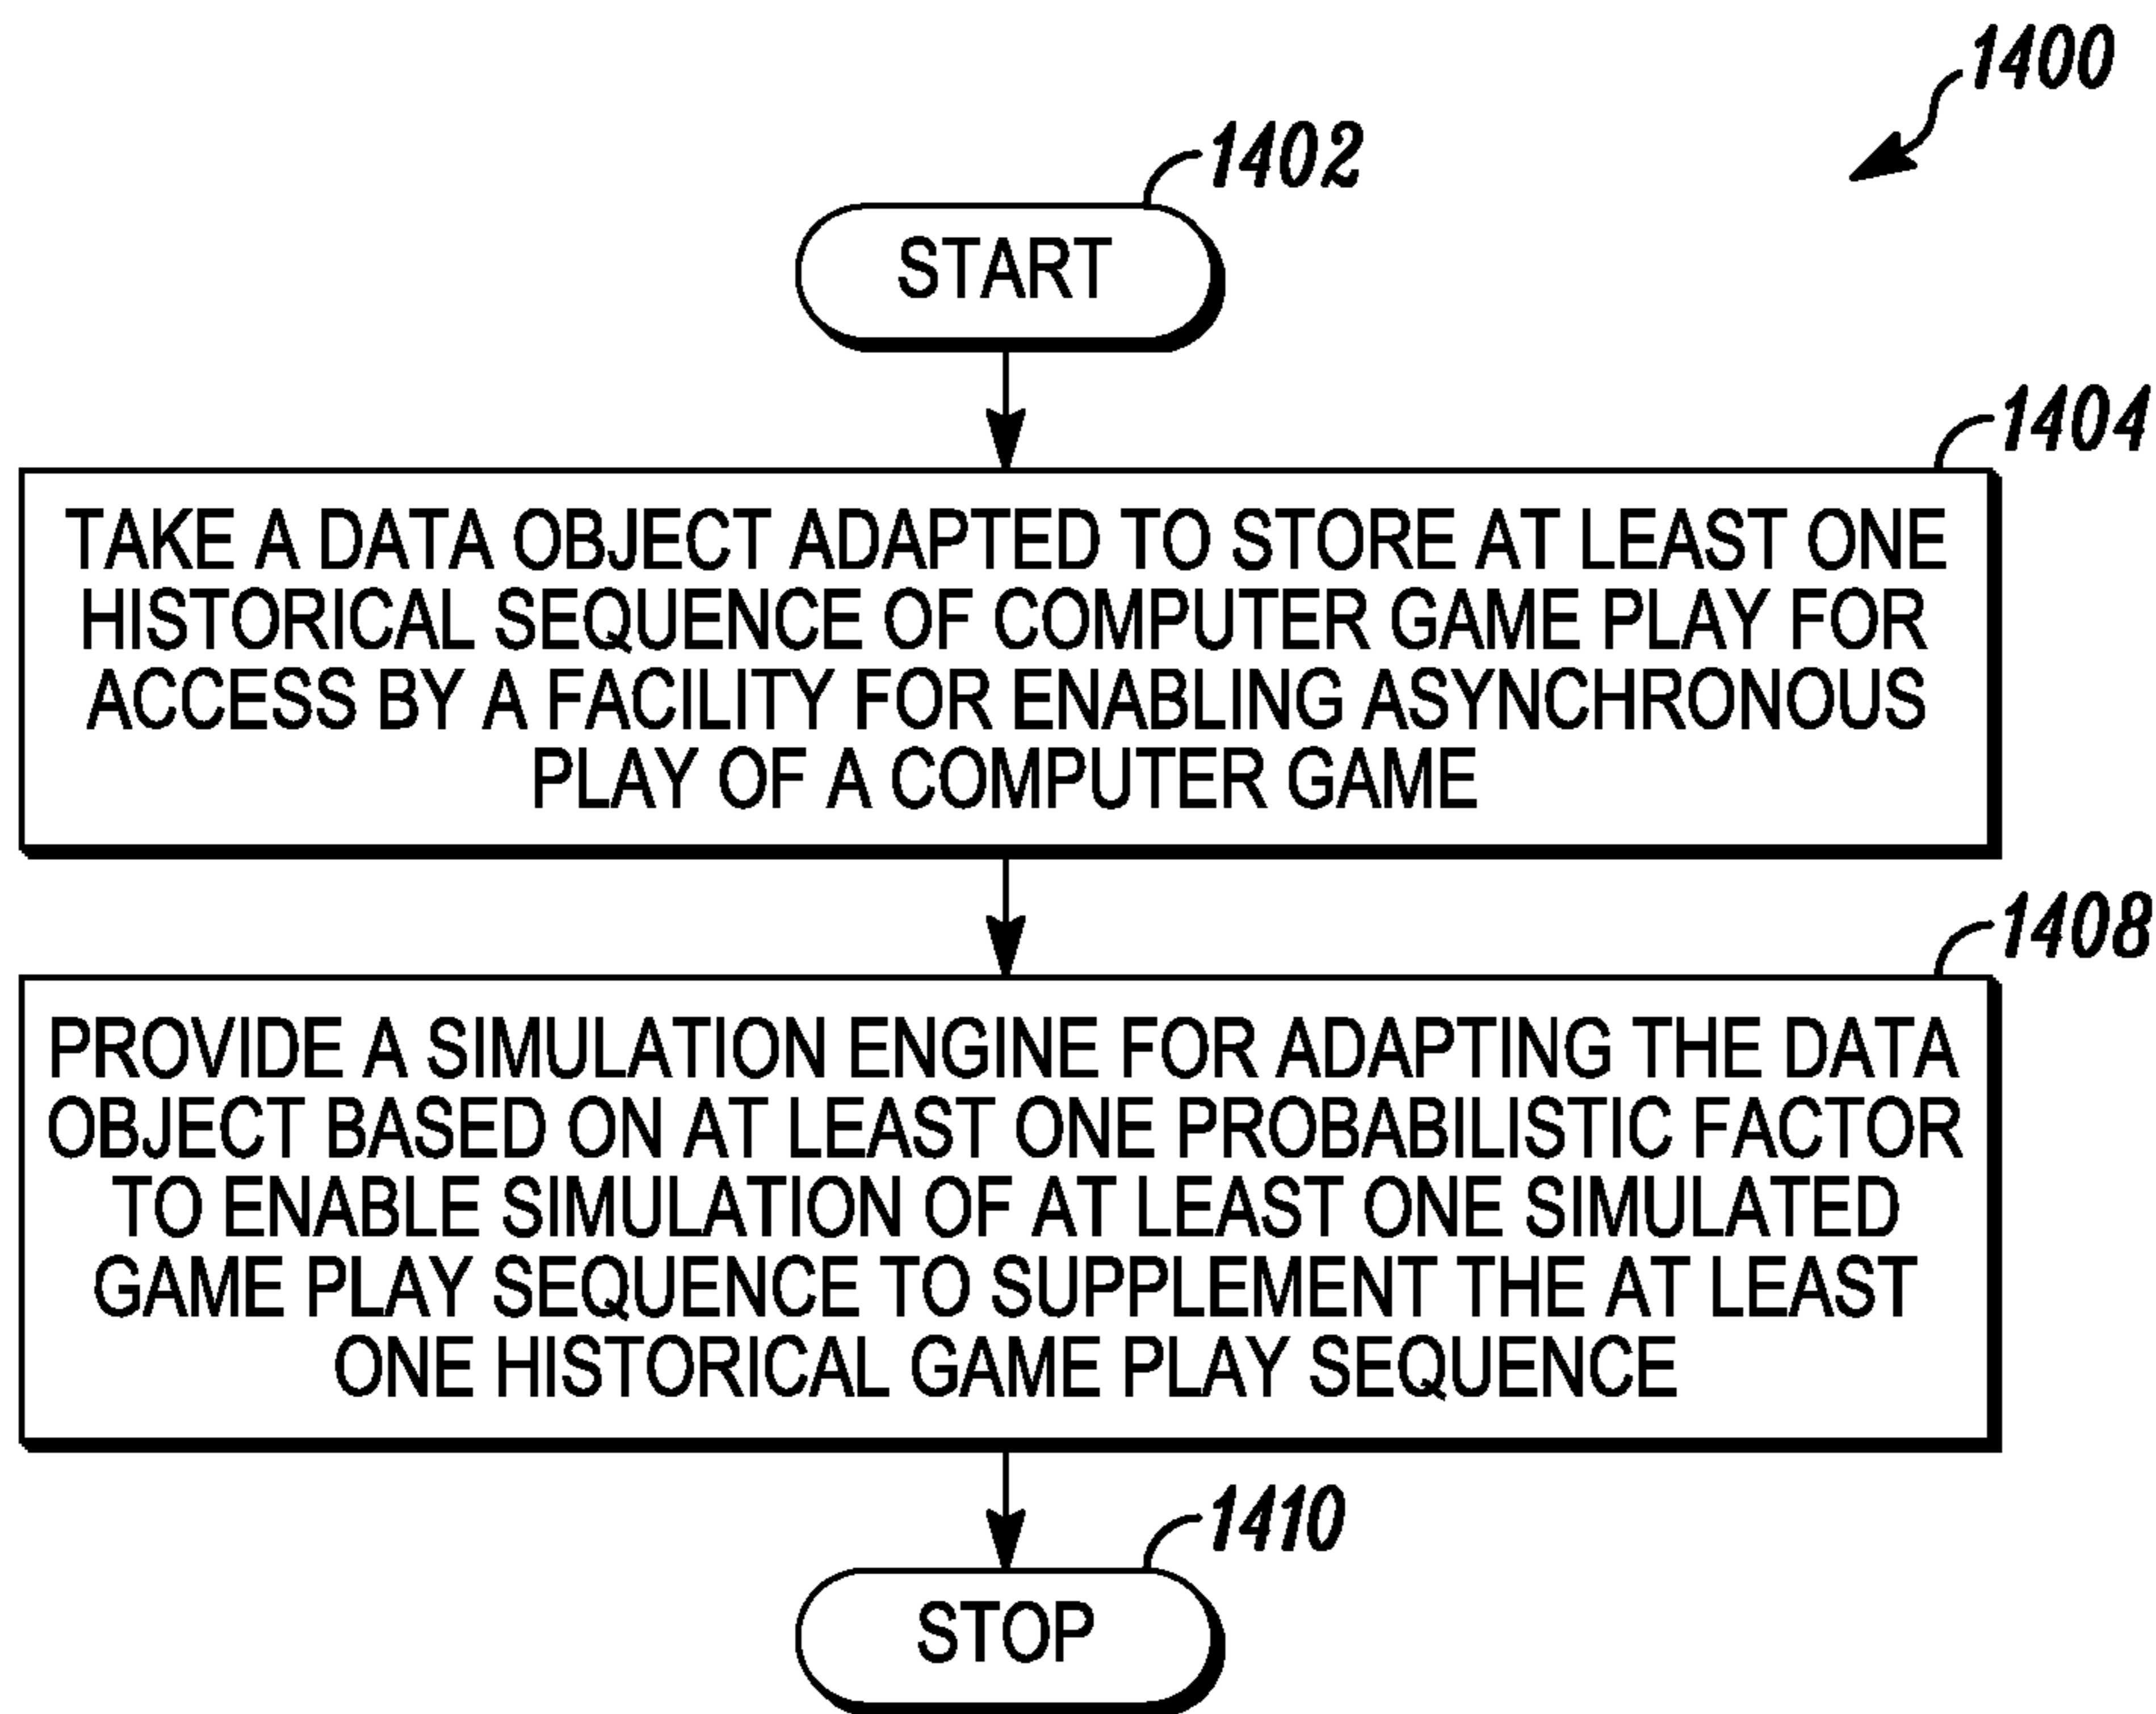 1400
1402
START
1404
TAKE A DATA OBJECT ADAPTED TO STORE AT LEAST ONE
HISTORICAL SEQUENCE OF COMPUTER GAME PLAY FOR
ACCESS BY A FACILITY FOR ENABLING ASYNCHRONOUS
PLAY OF A COMPUTER GAME
1408
PROVIDE A SIMULATION ENGINE FOR ADAPTING THE DATA
OBJECT BASED ON AT LEAST ONE PROBABILISTIC FACTOR
TO ENABLE SIMULATION OF AT LEAST ONE SIMULATED
GAME PLAY SEQUENCE TO SUPPLEMENT THE AT LEAST
ONE HISTORICAL GAME PLAY SEQUENCE
1410
STOP